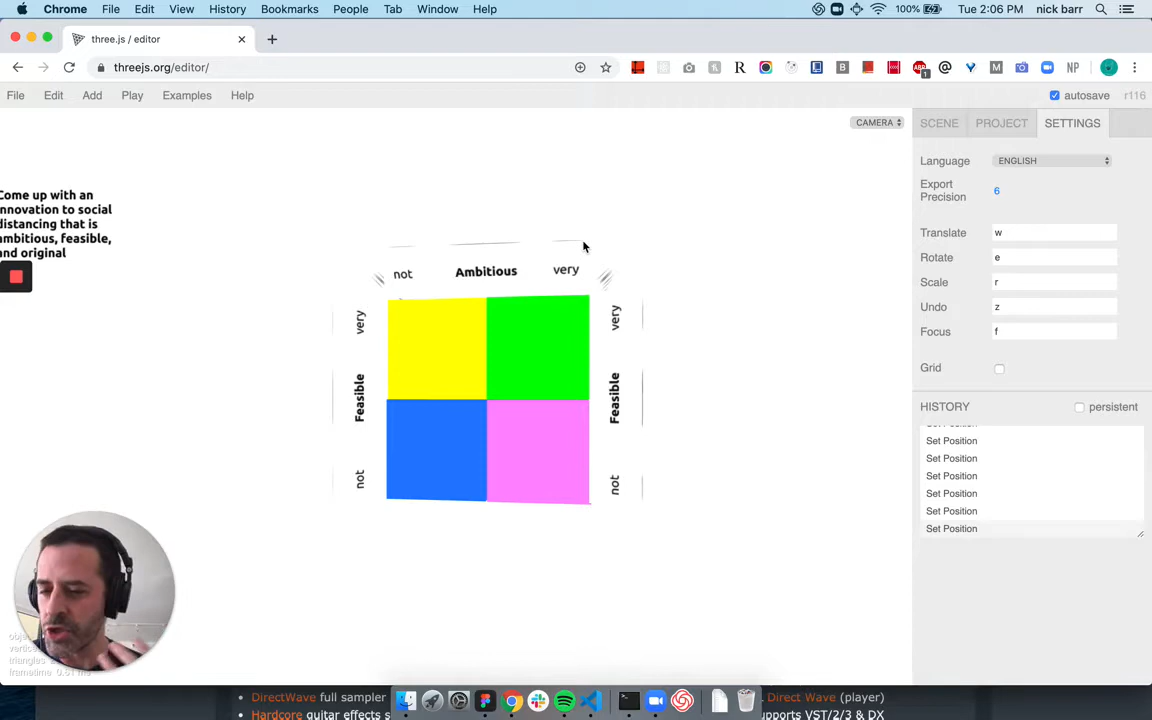 Chrome File Edit View History Bookmarks People Tab Window Help
100% Tue 2:06 PM nick barr
three.js / editor
threejs.org/editor/
File Edit Add Play Examples Help
autosave r116
CAMERA
SCENE PROJECT SETTINGS
Language ENGLISH
Export
Precision
6
Translate w
Rotate e
Scale r
Undo z
Focus f
Grid
HISTORY persistent
Set Position
Set Position
Set Position
Set Position
Set Position
Set Position
Set Position
Come up with an
innovation to social
distancing that is
ambitious, feasible,
and original
not Ambitious very
very
Feasible
not
very
Feasible
not
DirectWave full sampler
Direct Wave (player)
Hardcore guitar effects
supports VST/2/3 & DX